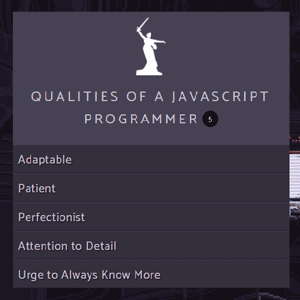 QUALITIES OF A JAVASCRIPT
PROGRAMMER 5
Adaptable
Patient
Perfectionist
Attention to Detail
Urge to Always Know More